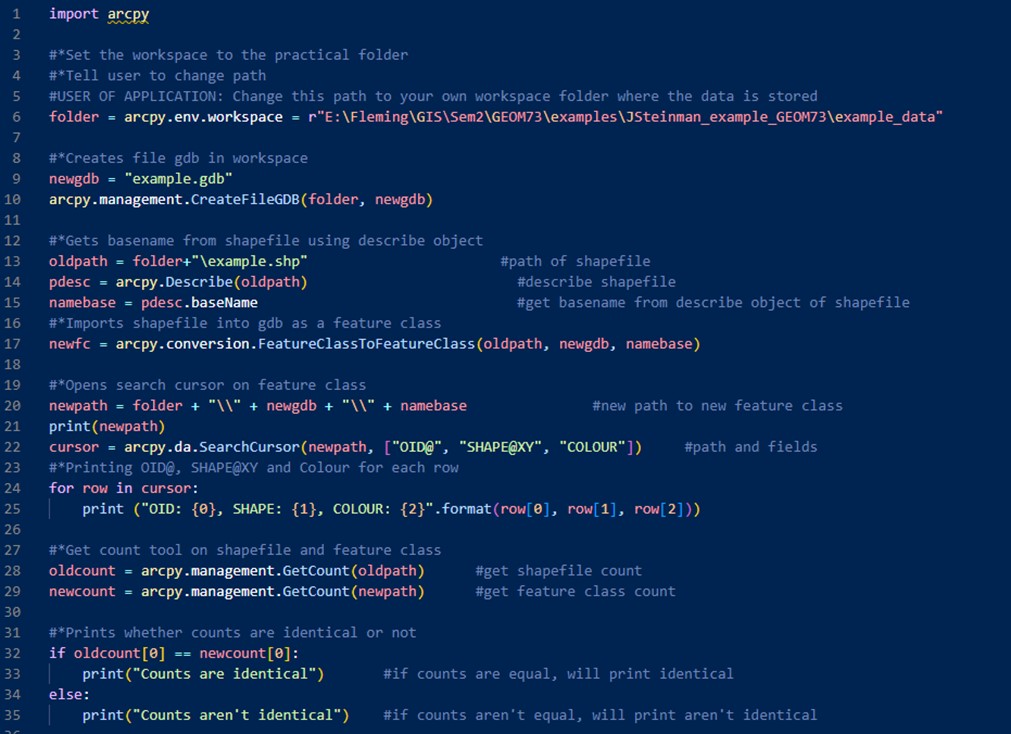 1 import arcpy
2
3 #*Set the workspace to the practical folder
4 #*Tell user to change path
5 #USER OF APPLICATION: Change this path to your own workspace folder where the data is stored
6 folder = arcpy.env.workspace = r"E:\Fleming\GIS\Sem2\GEOM73\examples\JSteinman_example_GEOM73\example_data"
7
8 #*Creates file gdb in workspace
9 newgdb = "example.gdb"
10 arcpy.management.CreateFileGDB(folder, newgdb)
11
12 #*Gets basename from shapefile using describe object
13 oldpath = folder+"\example.shp" #path of shapefile
14 pdesc = arcpy.Describe(oldpath) #describe shapefile
15 namebase = pdesc.baseName #get basename from describe object of shapefile
16 #*Imports shapefile into gdb as a feature class
17 newfc = arcpy.conversion.FeatureClassToFeatureClass(oldpath, newgdb, namebase)
18
19 #*Opens search cursor on feature class
20 newpath = folder + "\\" + newgdb + "\\" + namebase #new path to new feature class
21 print(newpath)
22 cursor = arcpy.da.SearchCursor(newpath, ["OID@", "SHAPE@XY", "COLOUR"]) #path and fields
23 #*Printing OID@, SHAPE@XY and Colour for each row
24 for row in cursor:
25     print ("OID: {0}, SHAPE: {1}, COLOUR: {2}".format(row[0], row[1], row[2]))
26
27 #*Get count tool on shapefile and feature class
28 oldcount = arcpy.management.GetCount(oldpath) #get shapefile count
29 newcount = arcpy.management.GetCount(newpath) #get feature class count
30
31 #*Prints whether counts are identical or not
32 if oldcount[0] == newcount[0]:
33     print("Counts are identical") #if counts are equal, will print identical
34 else:
35     print("Counts aren't identical") #if counts aren't equal, will print aren't identical